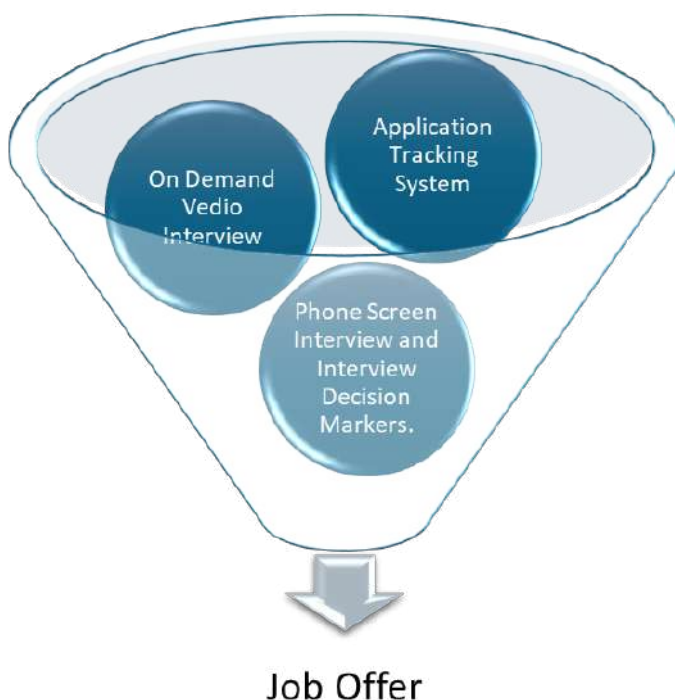 Application
Tracking
System
On Demand
Vedio
Interview
Phone Screen
Interview and
Interview
Decision
Markers.
Job Offer